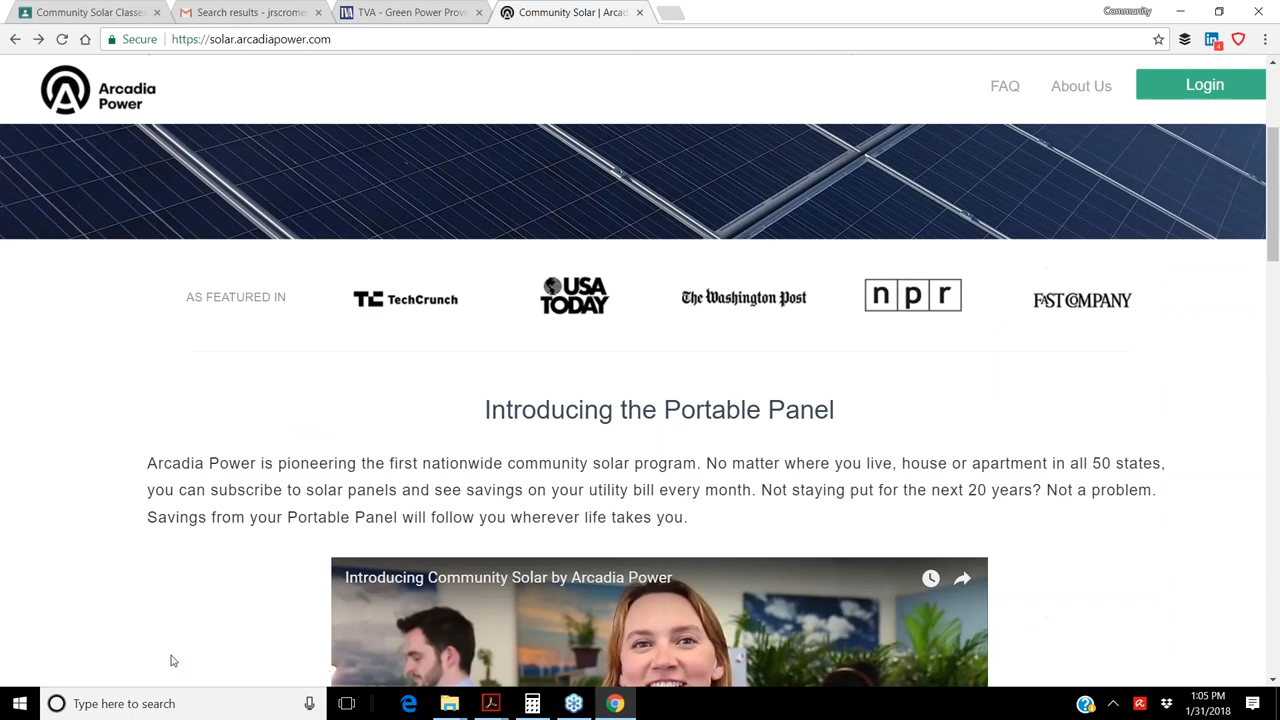 Community Solar Classes
Search results - jrscrome
TVA - Green Power Provi
Community Solar | Arcad
Community
Secure
https://solar.arcadiapower.com
4
Arcadia
Power
FAQ
About Us
Login
AS FEATURED IN
TC TechCrunch
USA
TODAY
The Washington Post
npr
FAST COMPANY
Introducing the Portable Panel
Arcadia Power is pioneering the first nationwide community solar program. No matter where you live, house or apartment in all 50 states,
you can subscribe to solar panels and see savings on your utility bill every month. Not staying put for the next 20 years? Not a problem.
Savings from your Portable Panel will follow you wherever life takes you.
Introducing Community Solar by Arcadia Power
Type here to search
1:05 PM
1/31/2018